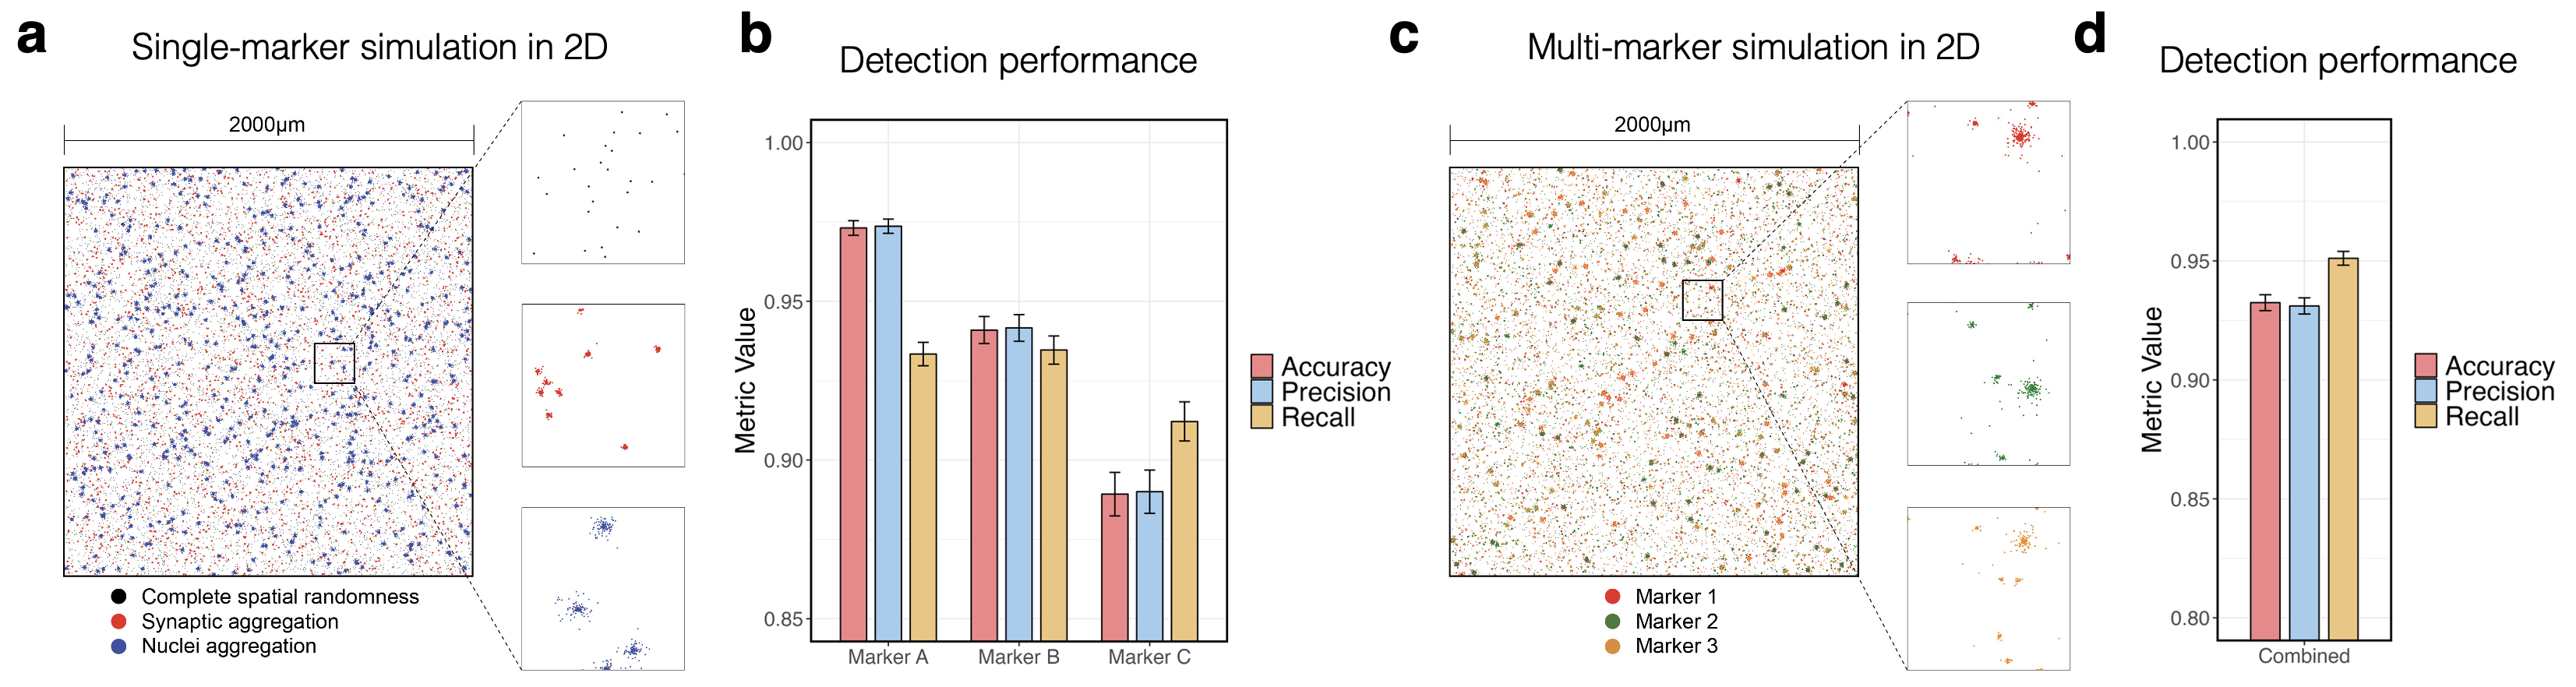 a
Single-marker simulation in 2D
2000µm
Complete spatial randomness
Synaptic aggregation
Nuclei aggregation
b
Detection performance
Metric Value
1.00
0.95
0.90
0.85
Marker A
Marker B
Marker C
Accuracy
Precision
Recall
c
Multi-marker simulation in 2D
2000µm
Marker 1
Marker 2
Marker 3
d
Detection performance
Metric Value
1.00
0.95
0.90
0.85
0.80
Combined
Accuracy
Precision
Recall